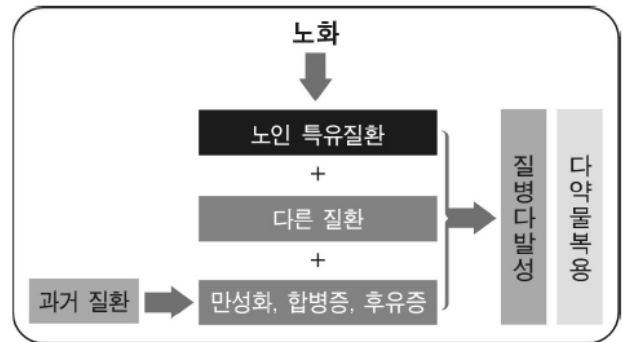 노화
노인 특유질환
+
다른 질환
+
과거 질환
만성화, 합병증, 후유증
질병다발성
다약물복용